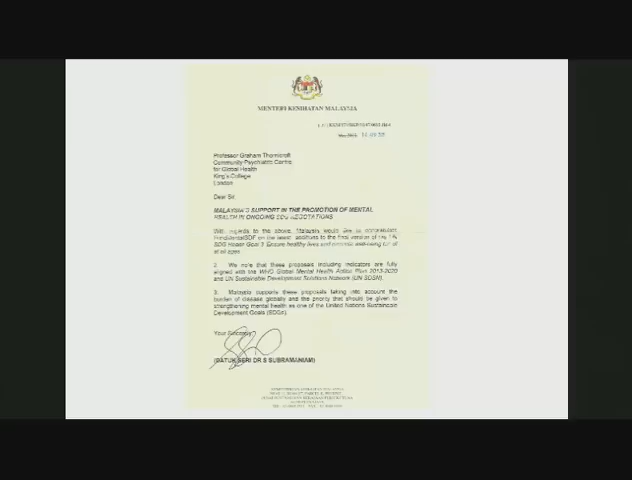 MENTERI KESIHATAN MALAYSIA
Professor Graham Thornicroft
Community Psychiatric Centre
for Global Health
King's College
London
Dear Sir,
MALAYSIA'S SUPPORT IN THE PROMOTION OF MENTAL
HEALTH IN ONGOING SDG NEGOTIATIONS
With regards to the above, Malaysia would like to
on the latest additions to the final version of the
SDG Goal 3 Ensure healthy lives and promote well-being for all
at all ages.
2. We note that these proposals including indicators are fully
aligned with the WHO Global Mental Health Action Plan 2013-2020
and UN Sustainable Development Solutions Network (UN SDSN).
3. Malaysia supports these proposals taking into account the
burden of disease globally and the priority that should be given to
strengthening mental health as one of the United Nations Sustainable
Development Goals (SDGs).
Your Sincerely
(DATUK SERI DR S SUBRAMANIAM)